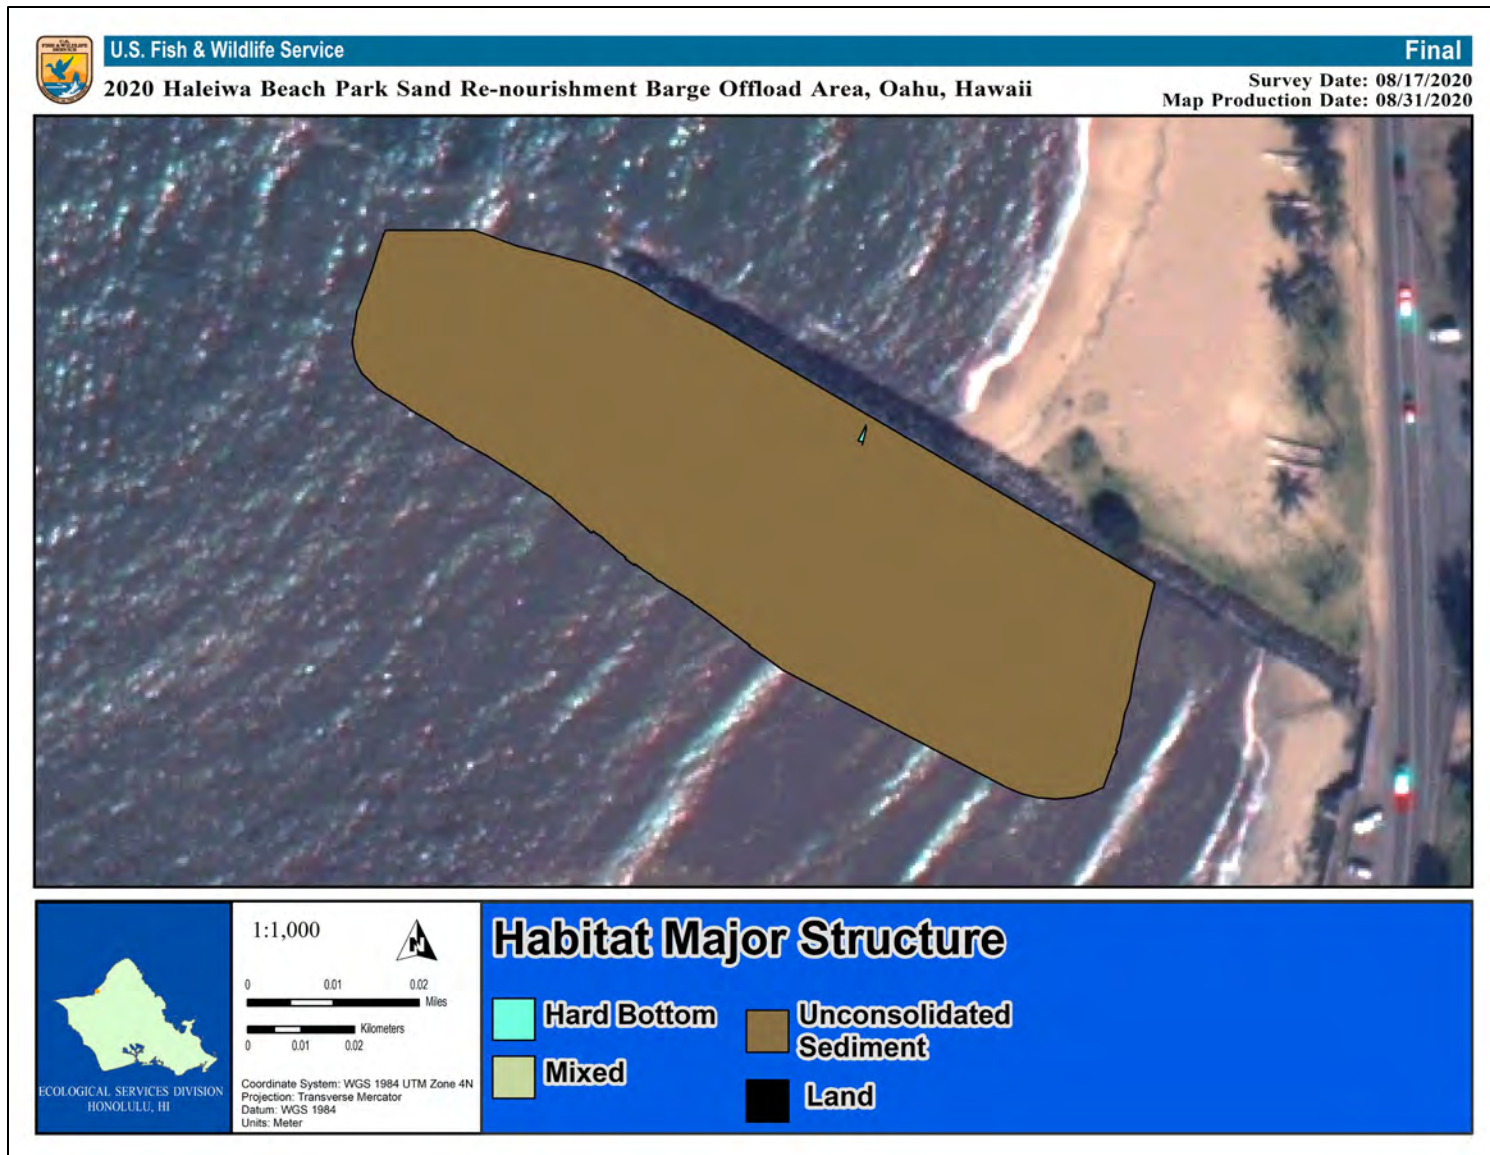 U.S.
FISH & WILDLIFE
SERVICE
U.S. Fish & Wildlife Service
Final
2020 Haleiwa Beach Park Sand Re-nourishment Barge Offload Area, Oahu, Hawaii
Survey Date: 08/17/2020
Map Production Date: 08/31/2020
1:1,000
N
0 0.01 0.02
Miles
Kilometers
0 0.01 0.02
Coordinate System: WGS 1984 UTM Zone 4N
Projection: Transverse Mercator
Datum: WGS 1984
Units: Meter
ECOLOGICAL SERVICES DIVISION
HONOLULU, HI
Habitat Major Structure
Hard Bottom
Mixed
Unconsolidated
Sediment
Land